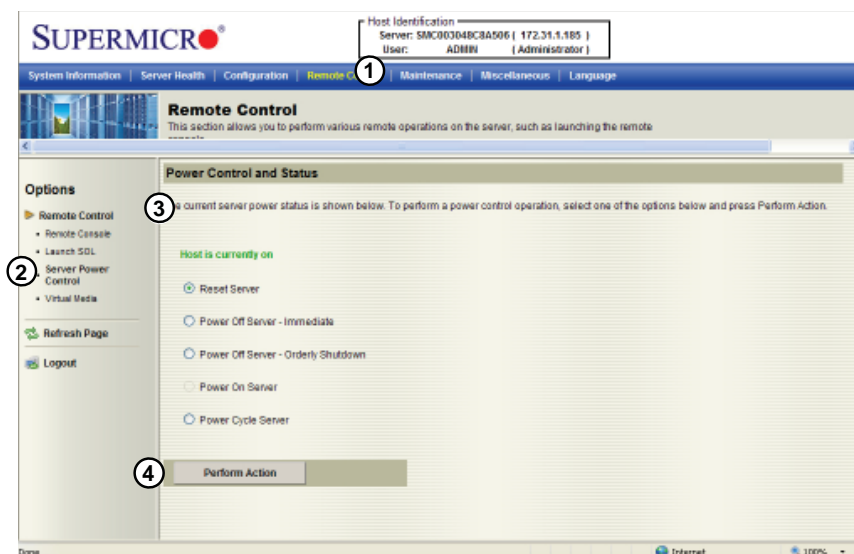 SUPERMICR®
Host Identification
Server: SMC003048C8A506 ( 172.31.1.185 )
User: ADMIN ( Administrator )
System Information | Server Health | Configuration | Remote C | Maintenance | Miscellaneous | Language
1
Remote Control
This section allows you to perform various remote operations on the server, such as launching the remote
Options
Remote Control
Remote Console
Launch SOL
2
Server Power
Control
Virtual Media
Refresh Page
Logout
Power Control and Status
3
e current server power status is shown below. To perform a power control operation, select one of the options below and press Perform Action.
Host is currently on
Reset Server
Power Off Server - Immediate
Power Off Server - Orderly Shutdown
Power On Server
Power Cycle Server
4
Perform Action
Done
Internet
100%